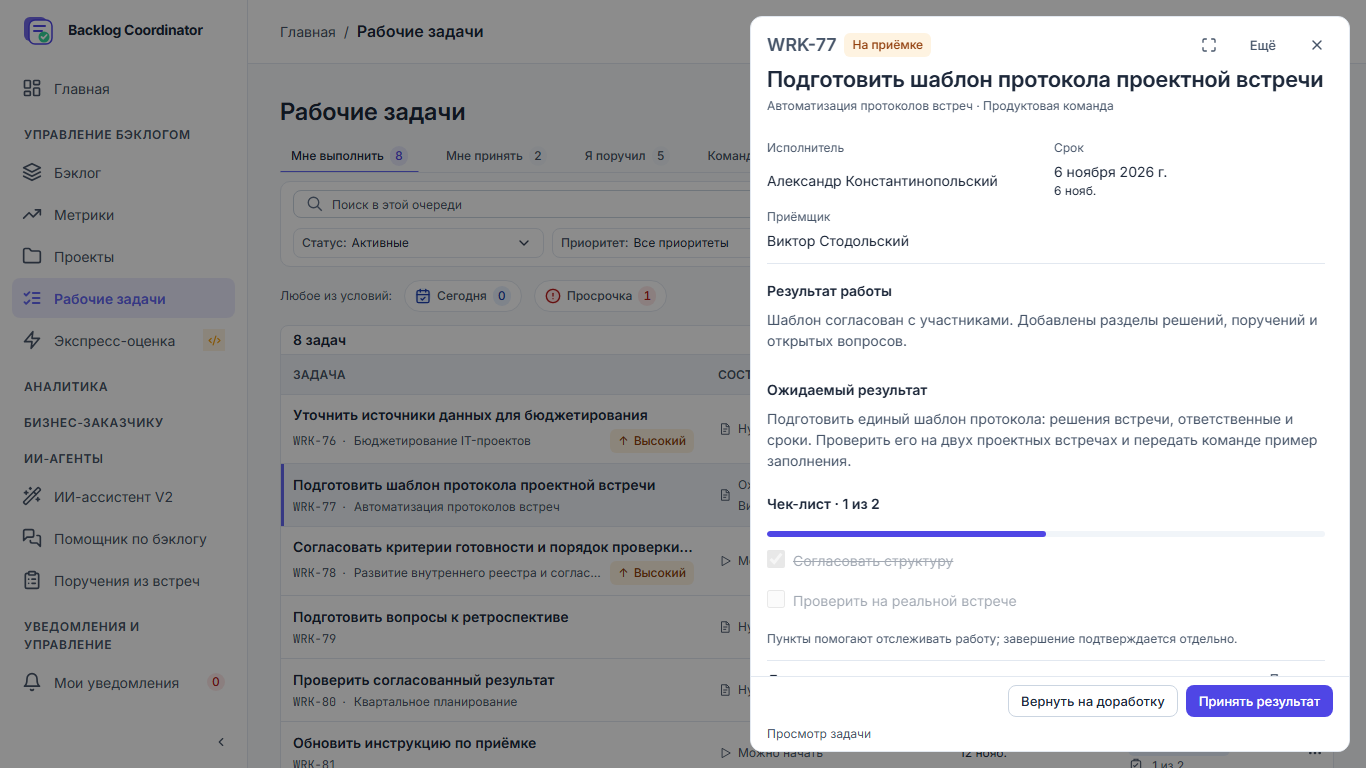 Backlog Coordinator
Главная
УПРАВЛЕНИЕ БЭКЛОГОМ
Бэклог
Метрики
Проекты
Рабочие задачи
Экспресс-оценка
АНАЛИТИКА
БИЗНЕС-ЗАКАЗЧИКУ
ИИ-АГЕНТЫ
ИИ-ассистент V2
Помощник по бэклогу
Поручения из встреч
УВЕДОМЛЕНИЯ И
УПРАВЛЕНИЕ
Мои уведомления 0
Главная / Рабочие задачи
Рабочие задачи
Мне выполнить 8 Мне принять 2 Я поручил 5
Поиск в этой очереди
Статус: Активные Приоритет: Все приоритеты
Любое из условий: Сегодня 0 Просрочка 1
8 задач
ЗАДАЧА
Уточнить источники данных для бюджетирования
WRK-76 · Бюджетирование IT-проектов Высокий
Подготовить шаблон протокола проектной встречи
WRK-77 · Автоматизация протоколов встреч
Согласовать критерии готовности и порядок проверки...
WRK-78 · Развитие внутреннего реестра и соглас... Высокий
Подготовить вопросы к ретроспективе
WRK-79
Проверить согласованный результат
WRK-80 · Квартальное планирование
Обновить инструкцию по приёмке
WRK-81
Можно начать 12 нояб.
1 из 2
WRK-77 На приёмке Ещё
Подготовить шаблон протокола проектной встречи
Автоматизация протоколов встреч · Продуктовая команда
Исполнитель
Александр Константинопольский
Срок
6 ноября 2026 г.
6 нояб.
Приёмщик
Виктор Стодольский
Результат работы
Шаблон согласован с участниками. Добавлены разделы решений, поручений и
открытых вопросов.
Ожидаемый результат
Подготовить единый шаблон протокола: решения встречи, ответственные и
сроки. Проверить его на двух проектных встречах и передать команде пример
заполнения.
Чек-лист · 1 из 2
Согласовать структуру
Проверить на реальной встрече
Пункты помогают отслеживать работу; завершение подтверждается отдельно.
Вернуть на доработку Принять результат
Просмотр задачи